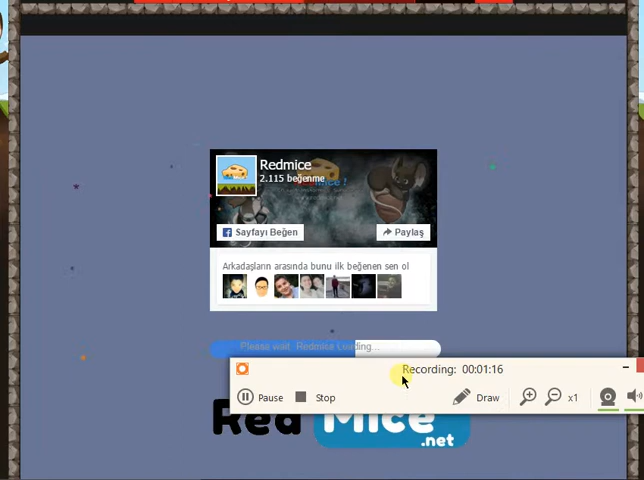 Redmice
2.115 beğenme
Sayfayı Beğen
Paylaş
Arkadaşların arasında bunu ilk beğenen sen ol
Please wait, Redmice Loading...
Recording: 00:01:16
Pause
Stop
Draw
x1
Red Mice
.net